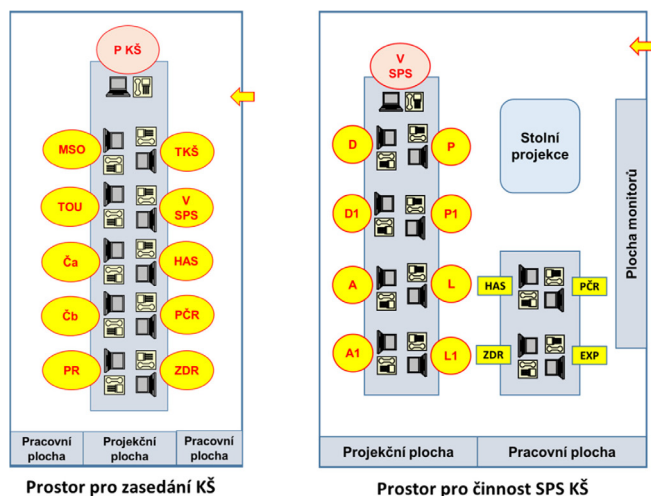 P KŠ
MSO
TKŠ
TOU
V
SPS
Ča
HAS
Čb
PČR
PR
ZDR
Pracovní
plocha
Projekční
plocha
Pracovní
plocha
Prostor pro zasedání KŠ
V
SPS
D
P
D1
P1
A
L
A1
L1
Stolní
projekce
Plocha monitorů
HAS
PČR
ZDR
EXP
Projekční plocha
Pracovní plocha
Prostor pro činnost SPS KŠ